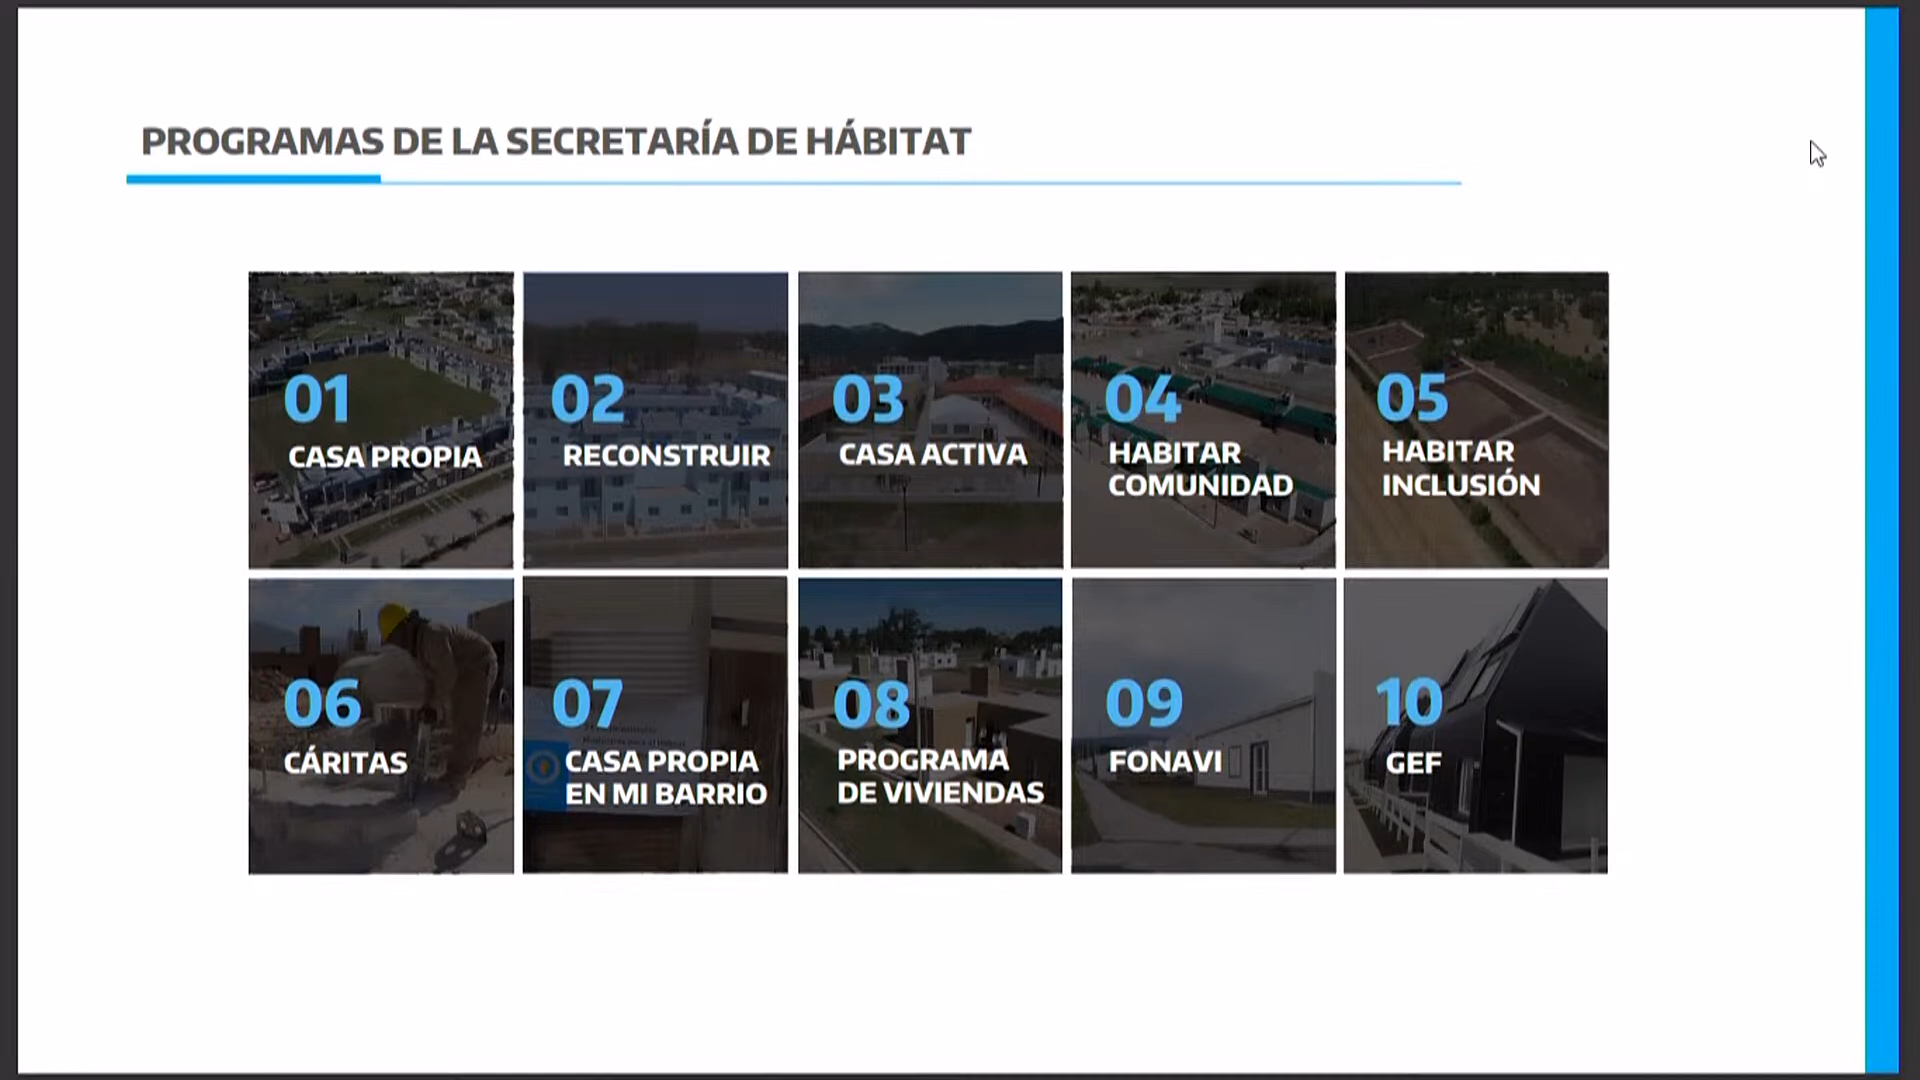 PROGRAMAS DE LA SECRETARÍA DE HÁBITAT
01
CASA PROPIA
02
RECONSTRUIR
03
CASA ACTIVA
04
HABITAR
COMUNIDAD
05
HABITAR
INCLUSIÓN
06
CÁRITAS
07
CASA PROPIA
EN MI BARRIO
08
PROGRAMA
DE VIVIENDAS
09
FONAVI
10
GEF